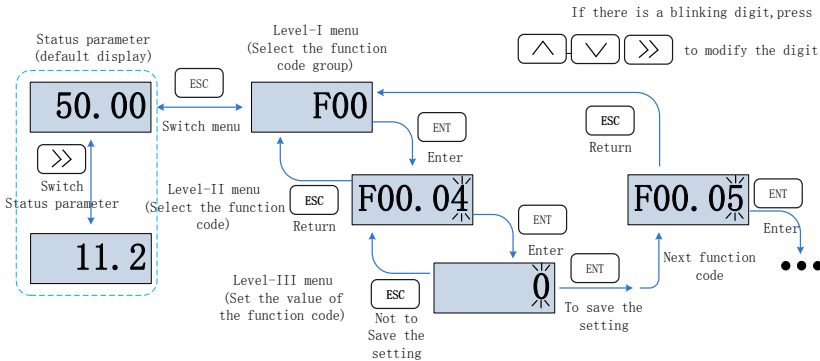 If there is a blinking digit,press
to modify the digit
Status parameter
(default display)
50.00
Switch
Status parameter
11.2
ESC
Switch menu
Level-I menu
(Select the function
code group)
F00
ENT
Enter
Level-II menu
(Select the function
code)
ESC
Return
F00.04
ENT
Enter
Level-III menu
(Set the value of
the function code)
ESC
Not to
Save the
setting
0
ENT
To save the
setting
ESC
Return
F00.05
Next function
code
ENT
Enter
•••